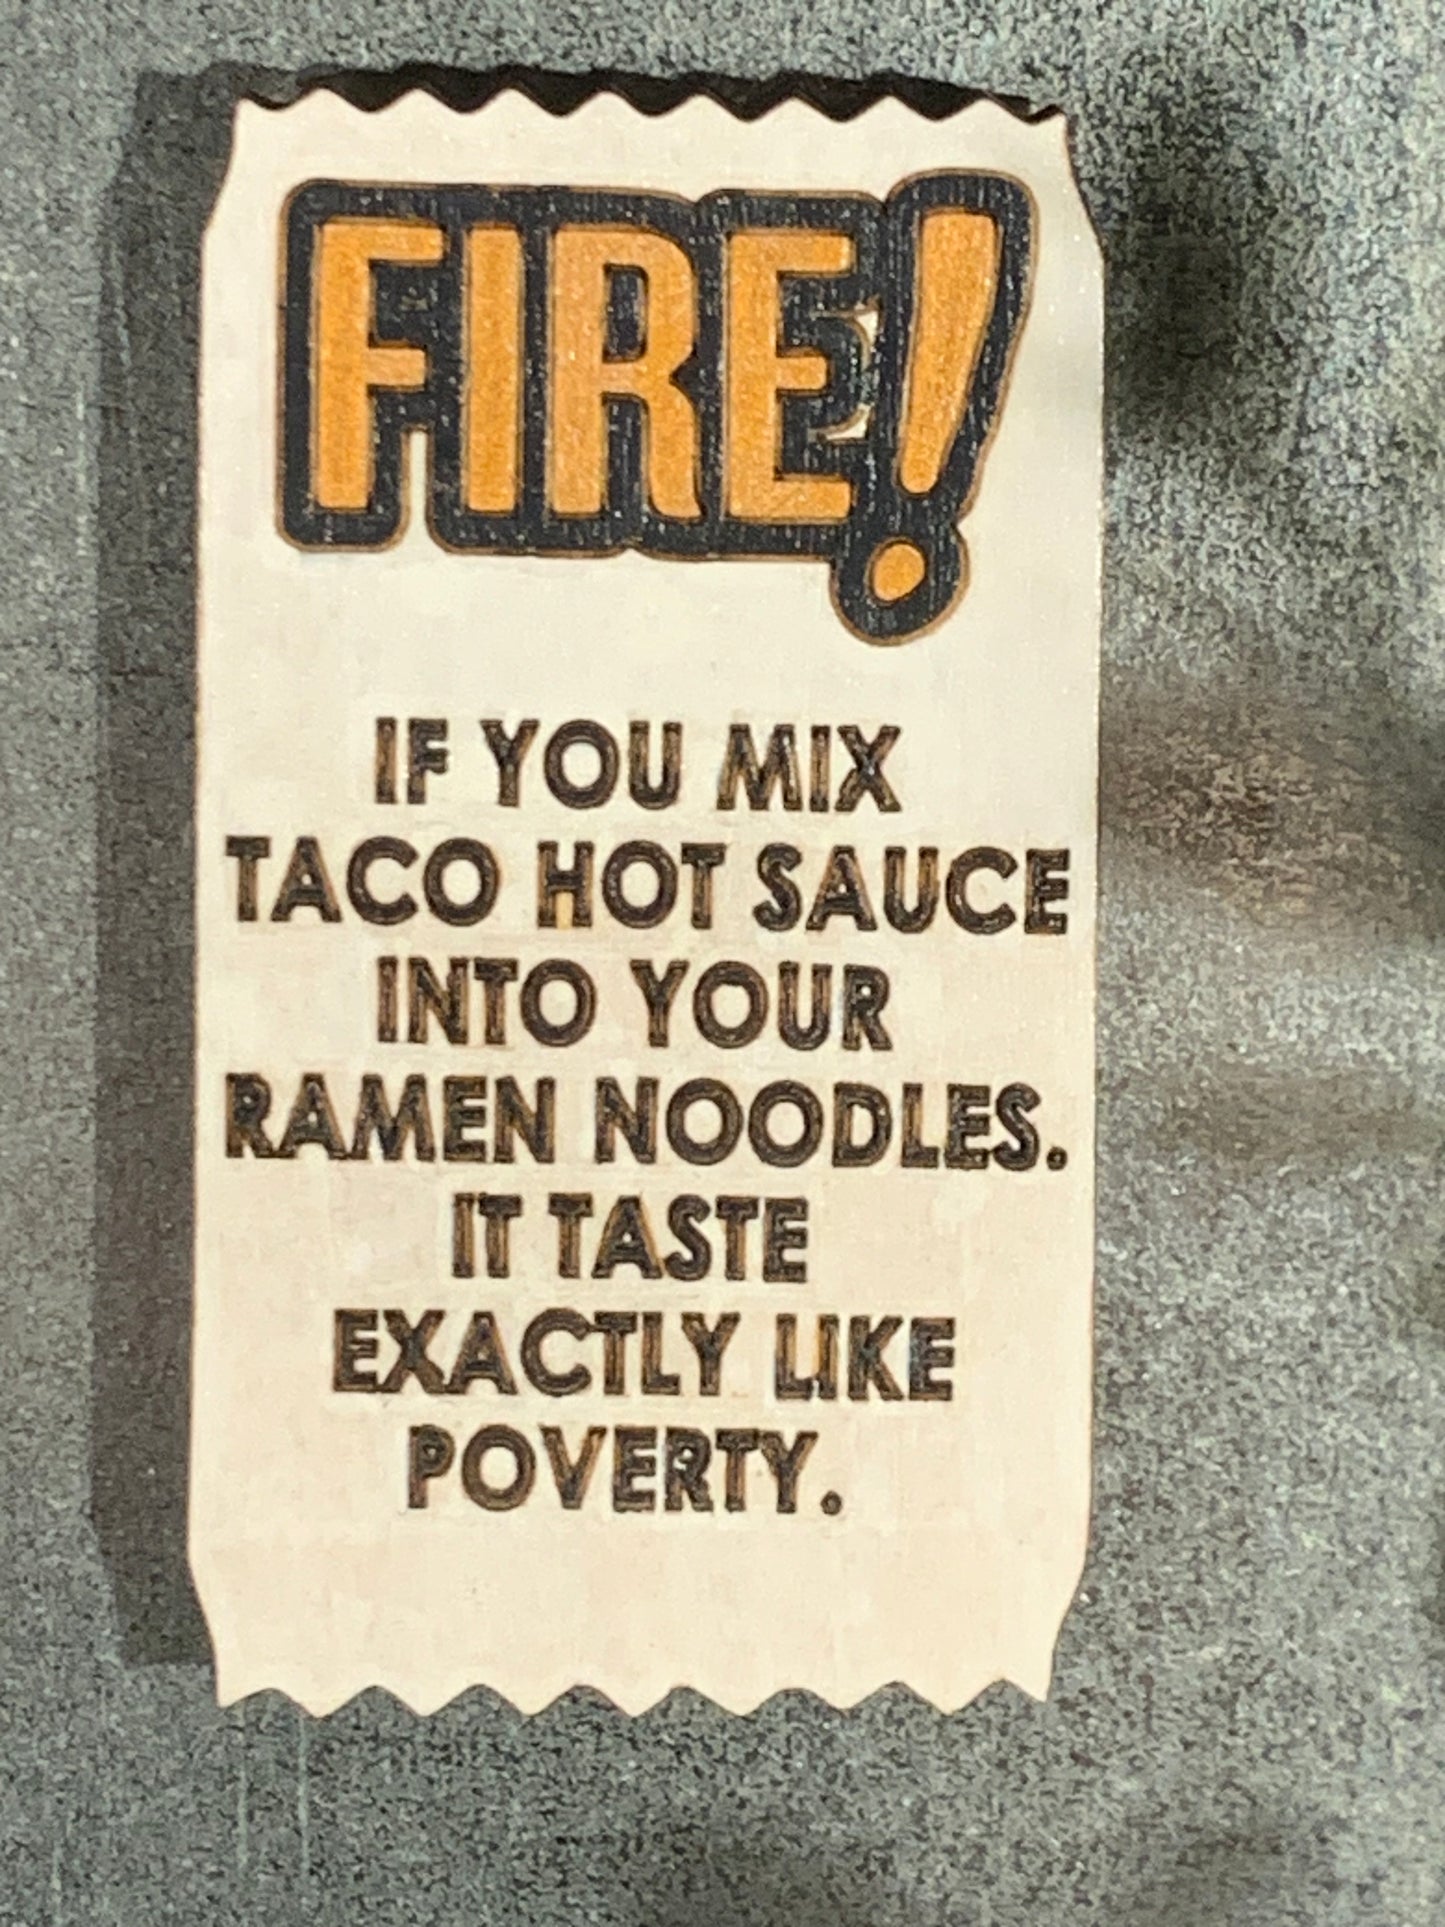 FIRE!
IF YOU MIX
TACO HOT SAUCE
INTO YOUR
RAMEN NOODLES.
IT TASTE
EXACTLY LIKE
POVERTY.